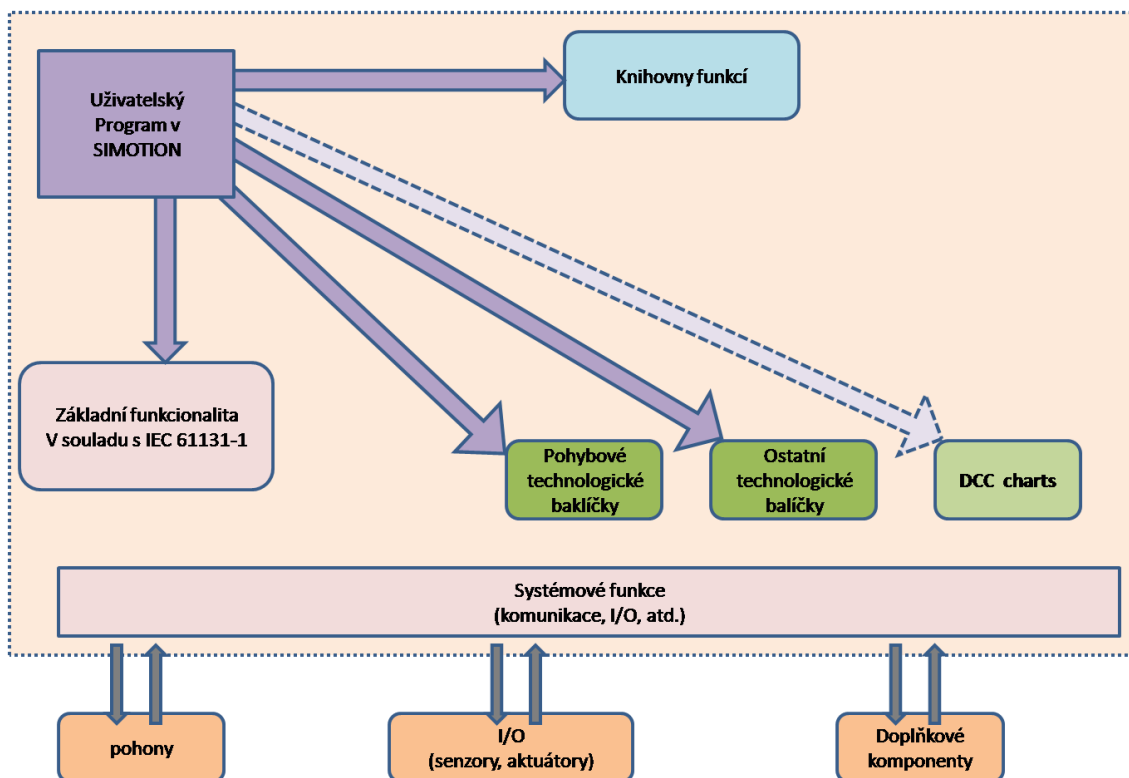 Uživatelský
Program v
SIMOTION
Knihovny funkcí
Základní funkcionalita
V souladu s IEC 61131-1
Pohybové
technologické
baklíčky
Ostatní
technologické
balíčky
DCC charts
Systémové funkce
(komunikace, I/O, atd.)
pohony
I/O
(senzory, aktuátory)
Doplňkové
komponenty